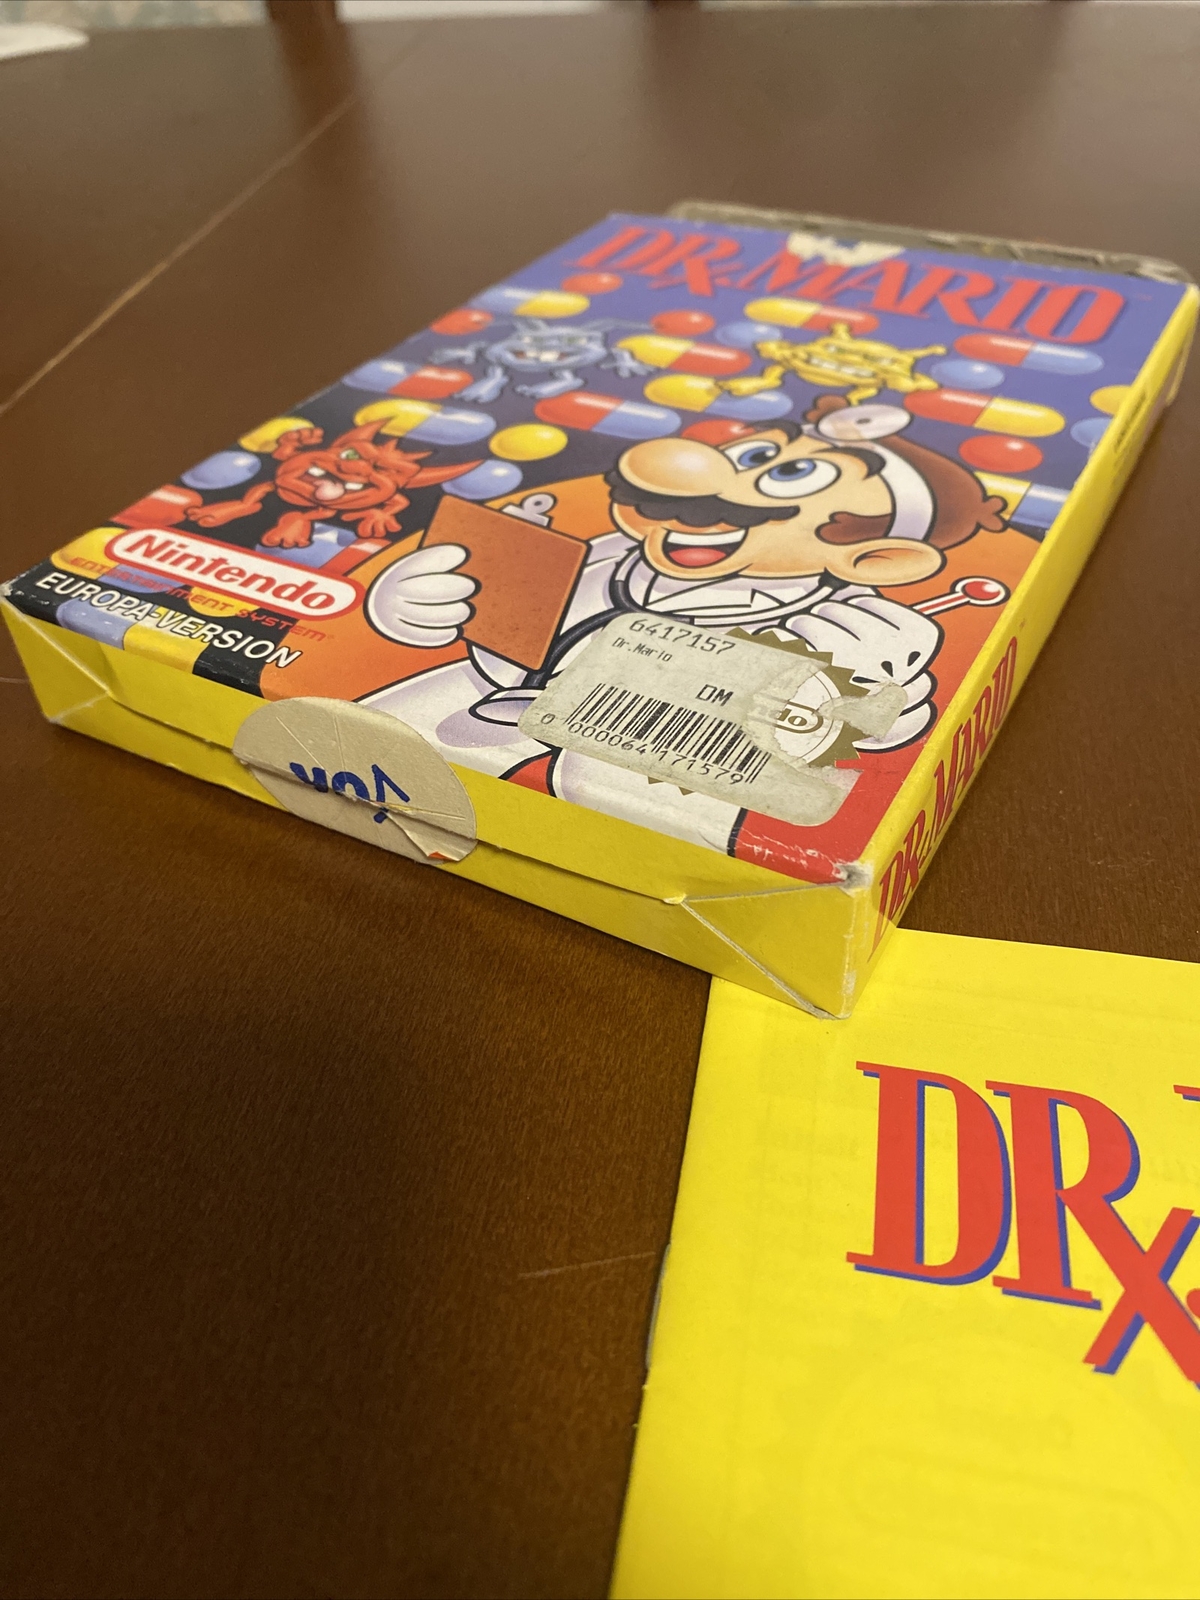 DR. MARIO
Nintendo
ENTERTAINMENT SYSTEM
EUROPA-VERSION
6417157
Dr.Mario
DM
0 000064 171579
DR. MARIO
DR.